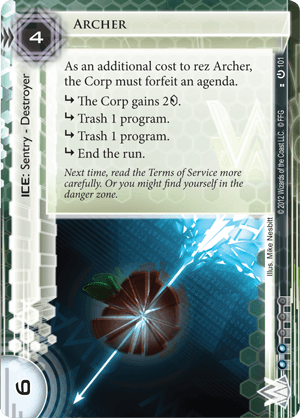 4
ARCHER
As an additional cost to rez Archer,
the Corp must forfeit an agenda.
↳ The Corp gains 2.
↳ Trash 1 program.
↳ Trash 1 program.
↳ End the run.
Next time, read the Terms of Service more
carefully. Or you might find yourself in the
danger zone.
ICE: Sentry - Destroyer
101
© 2012 Wizards of the Coast LLC. © FFG
Illus. Mike Nesbitt
6